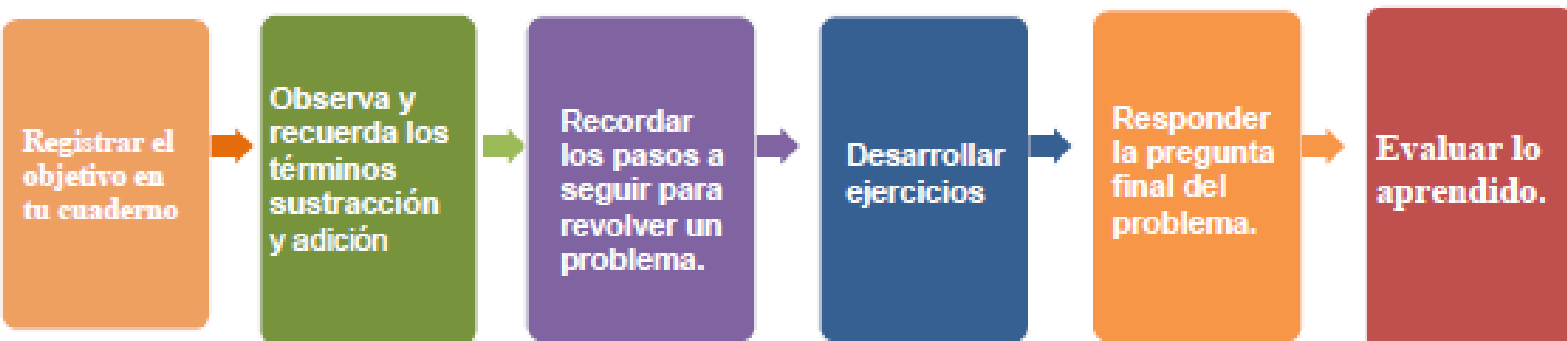 Registrar el
objetivo en
tu cuaderno
Observa y
recuerda los
términos
sustracción
y adición
Recordar
los pasos a
seguir para
revolver un
problema.
Desarrollar
ejercicios
Responder
la pregunta
final del
problema.
Evaluar lo
aprendido.